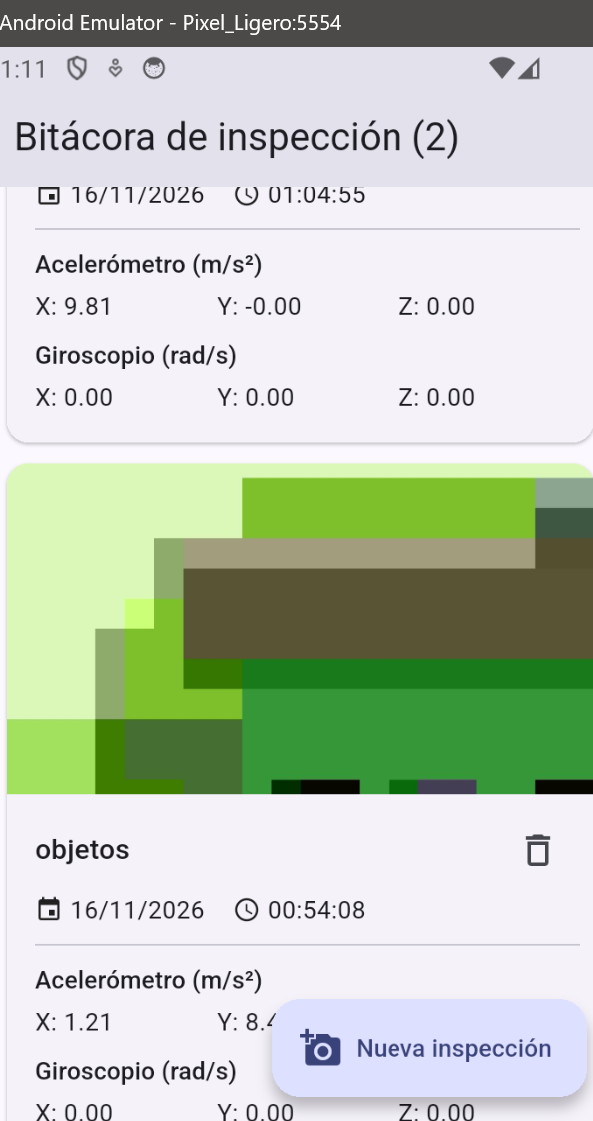 Android Emulator - Pixel_Ligero:5554
1:11
Bitácora de inspección (2)
16/11/2026 01:04:55
Acelerómetro (m/s²)
X: 9.81 Y: -0.00 Z: 0.00
Giroscopio (rad/s)
X: 0.00 Y: 0.00 Z: 0.00
objetos
16/11/2026 00:54:08
Acelerómetro (m/s²)
X: 1.21 Y: 8.4
Nueva inspección
Giroscopio (rad/s)
X: 0.00 Y: 0.00 Z: 0.00